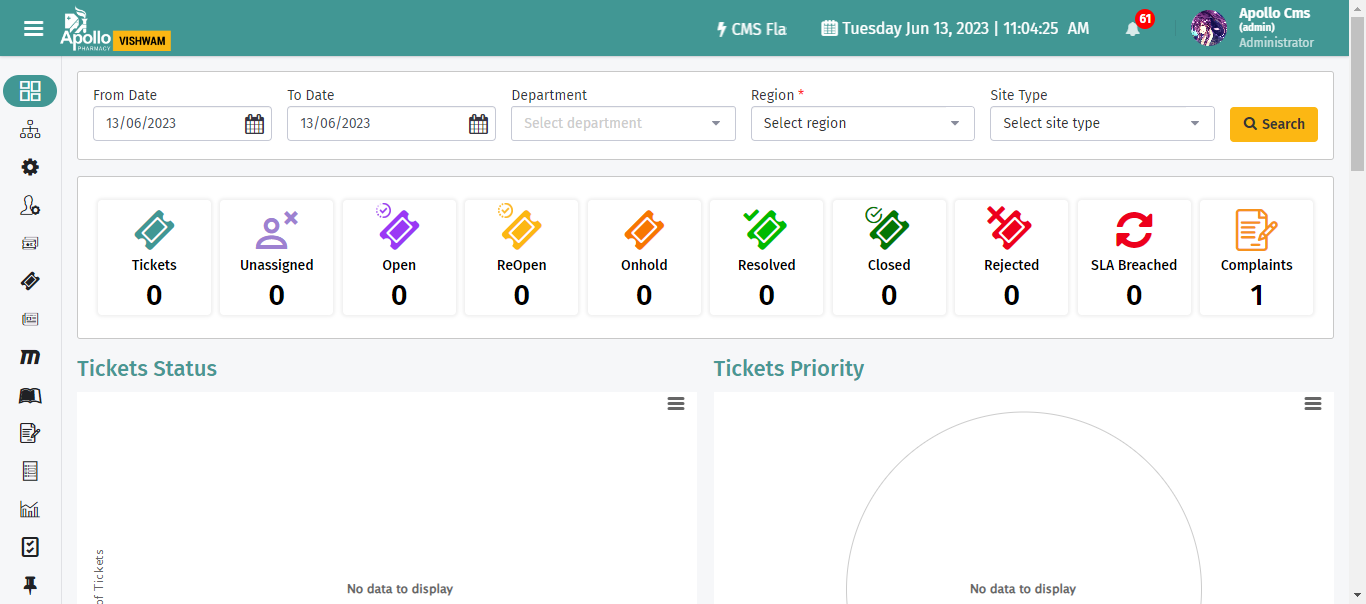 Apollo
PHARMACY
VISHWAM
CMS Fla
Tuesday Jun 13, 2023 | 11:04:25 AM
61
Apollo Cms
(admin)
Administrator
From Date
To Date
Department
Region *
Site Type
13/06/2023
13/06/2023
Select department
Select region
Select site type
Search
Tickets
Unassigned
Open
ReOpen
Onhold
Resolved
Closed
Rejected
SLA Breached
Complaints
0
0
0
0
0
0
0
0
0
1
Tickets Status
Tickets Priority
of Tickets
No data to display
No data to display